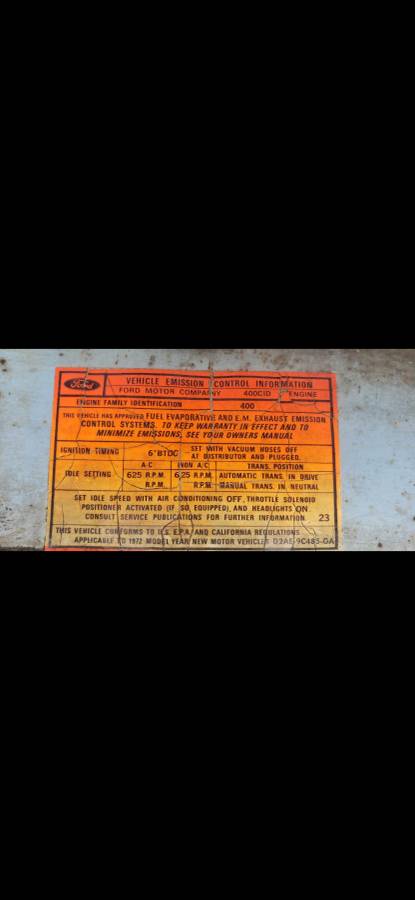 Ford
VEHICLE EMISSION CONTROL INFORMATION
FORD MOTOR COMPANY 400CID ENGINE
ENGINE FAMILY IDENTIFICATION 400
THIS VEHICLE HAS APPROVED FUEL EVAPORATIVE AND E.M. EXHAUST EMISSION
CONTROL SYSTEMS. TO KEEP WARRANTY IN EFFECT AND TO
MINIMIZE EMISSIONS, SEE YOUR OWNERS MANUAL
IGNITION TIMING 6°BTDC SET WITH VACUUM HOSES OFF
AT DISTRIBUTOR AND PLUGGED.
A/C NON A/C TRANS. POSITION
IDLE SETTING 625 R.P.M. 625 R.P.M. AUTOMATIC TRANS. IN DRIVE
R.P.M. R.P.M. MANUAL TRANS. IN NEUTRAL
SET IDLE SPEED WITH AIR CONDITIONING OFF, THROTTLE SOLENOID
POSITIONER ACTIVATED (IF SO EQUIPPED), AND HEADLIGHTS ON.
CONSULT SERVICE PUBLICATIONS FOR FURTHER INFORMATION. 23
THIS VEHICLE CONFORMS TO U.S. E.P.A. AND CALIFORNIA REGULATIONS
APPLICABLE TO 1972 MODEL YEAR NEW MOTOR VEHICLES D2AE-9C485-GA